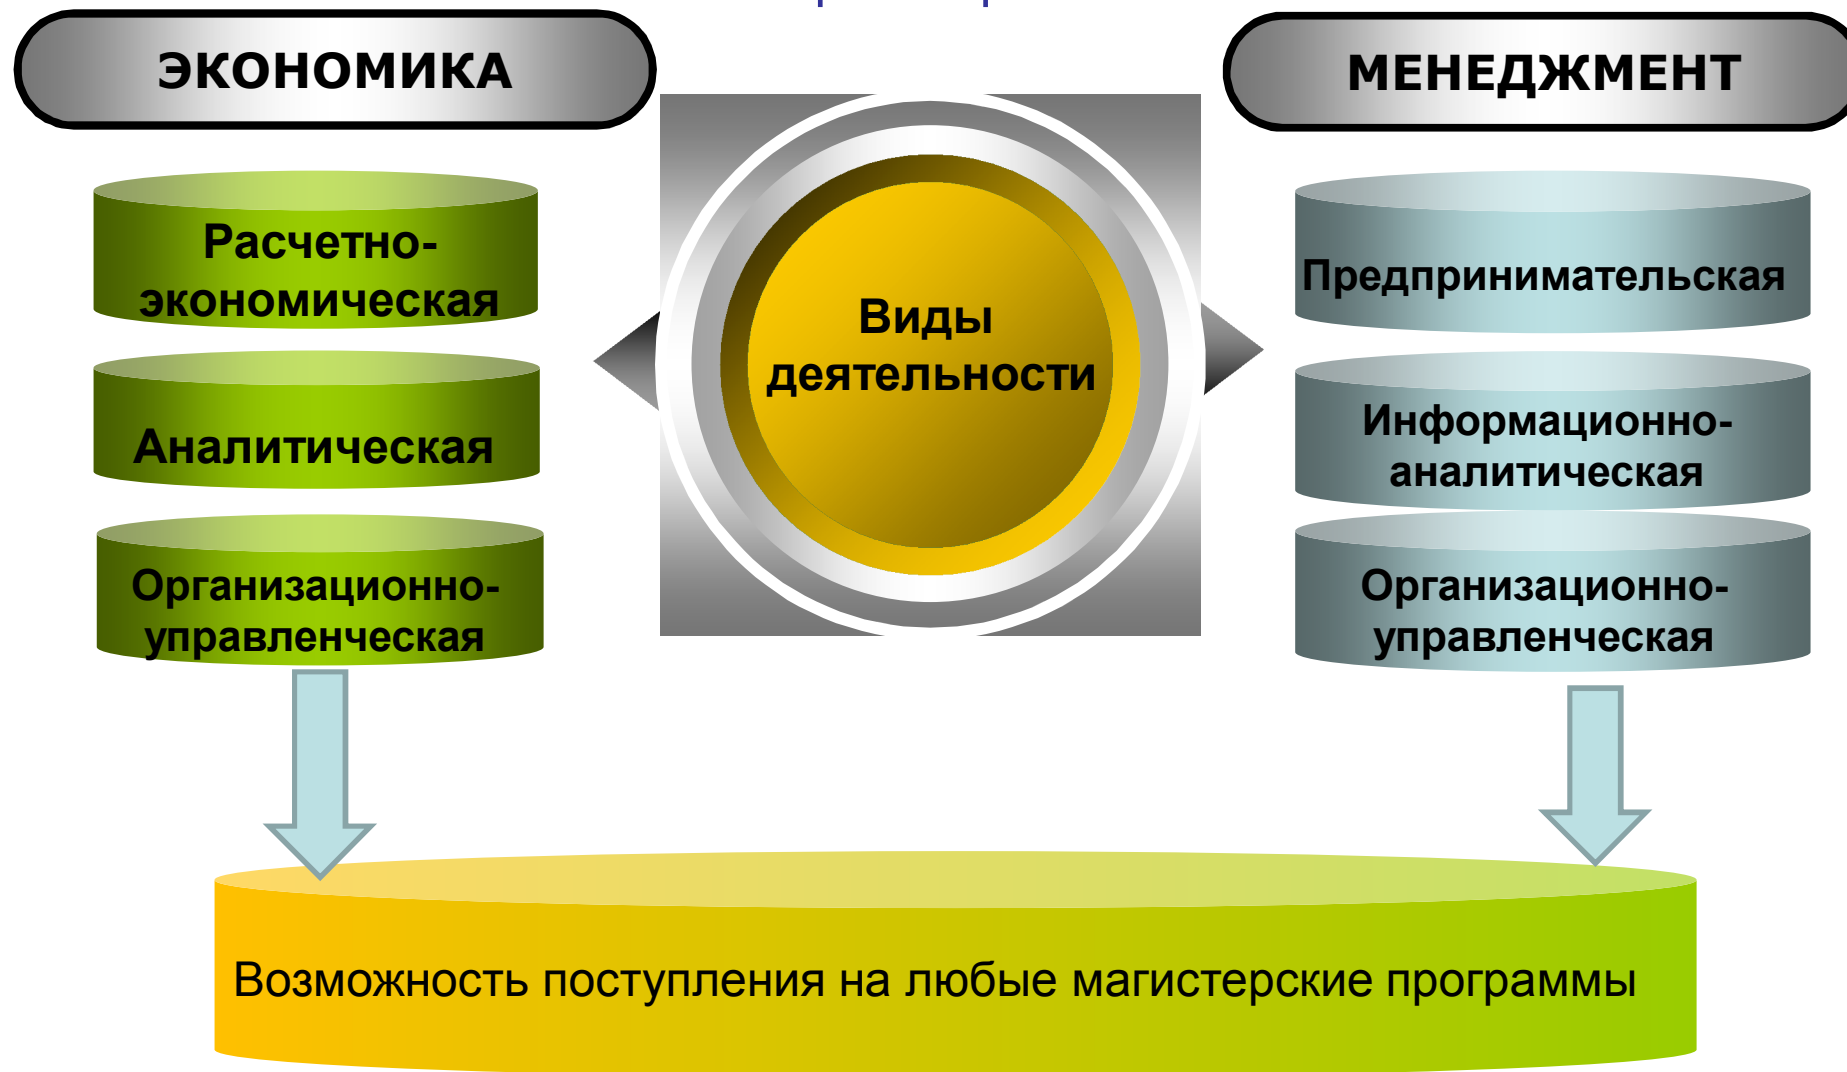 ЭКОНОМИКА
Расчетно-
экономическая
Аналитическая
Организационно-
управленческая
Виды
деятельности
МЕНЕДЖМЕНТ
Предпринимательская
Информационно-
аналитическая
Организационно-
управленческая
Возможность поступления на любые магистерские программы